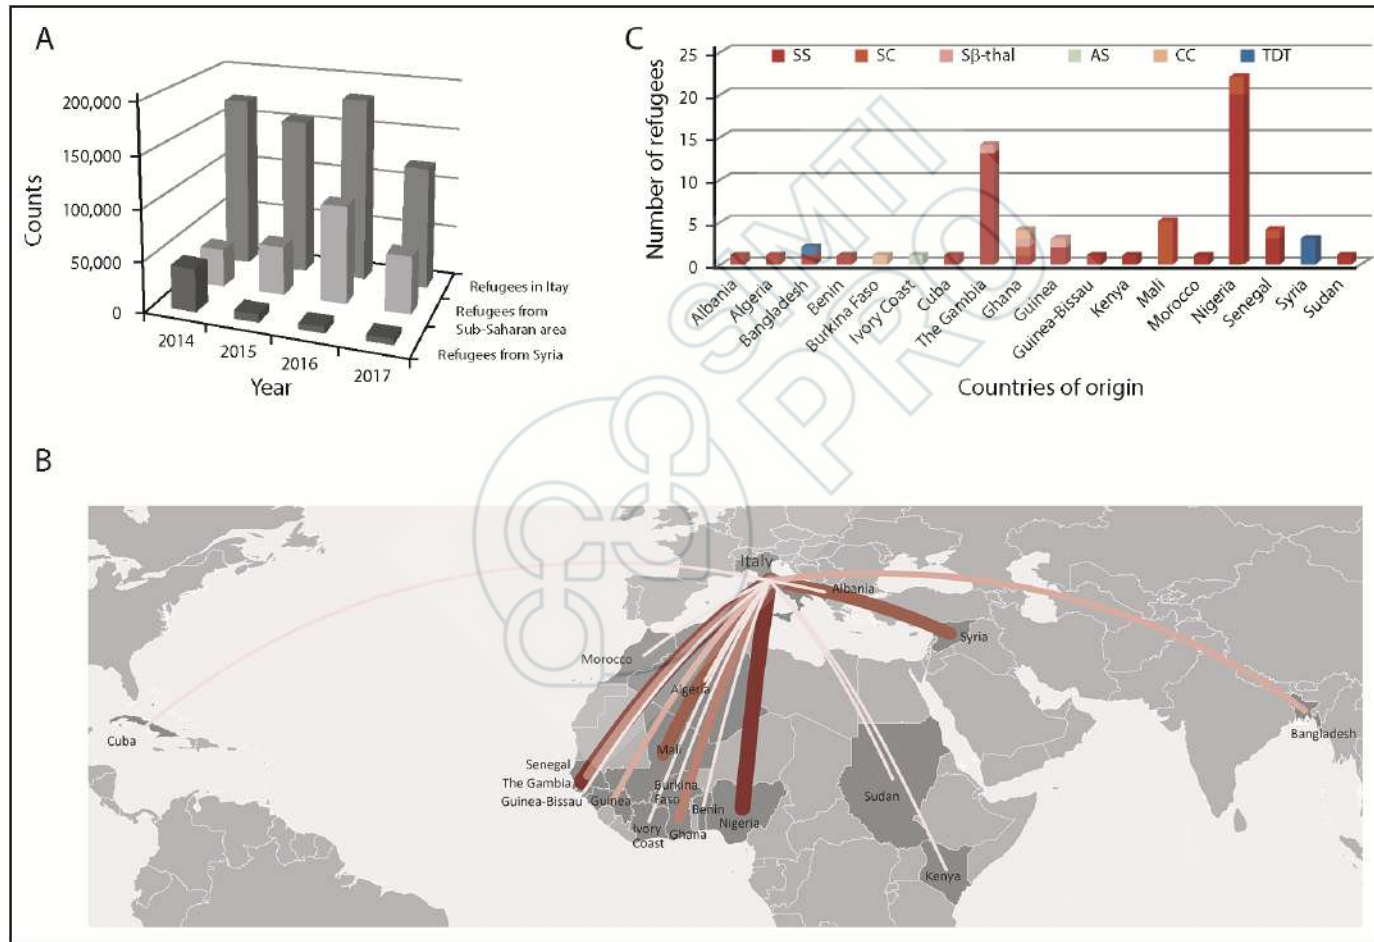 A
200,000
150,000
100,000
50,000
0
Counts
2014
2015
2016
2017
Year
Refugees in Itay
Refugees from
Sub-Saharan area
Refugees from Syria
C
SS
SC
Sβ-thal
AS
CC
TDT
25
20
15
10
5
0
Number of refugees
Albania
Algeria
Bangladesh
Benin
Burkina Faso
Ivory Coast
Cuba
The Gambia
Ghana
Guinea
Guinea-Bissau
Kenya
Mali
Morocco
Nigeria
Senegal
Syria
Sudan
Countries of origin
SIMTI
PRO
B
Italy
Albania
Syria
Morocco
Algeria
Cuba
Bangladesh
Mali
Senegal
The Gambia
Guinea-Bissau
Guinea
Burkina
Faso
Benin
Ivory
Coast
Ghana
Nigeria
Sudan
Kenya